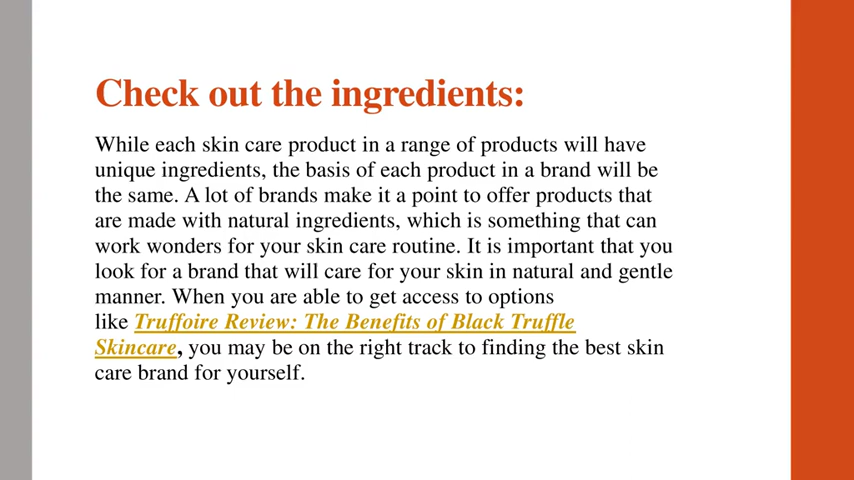 Check out the ingredients:
While each skin care product in a range of products will have
unique ingredients, the basis of each product in a brand will be
the same. A lot of brands make it a point to offer products that
are made with natural ingredients, which is something that can
work wonders for your skin care routine. It is important that you
look for a brand that will care for your skin in natural and gentle
manner. When you are able to get access to options
like Truffoire Review: The Benefits of Black Truffle
Skincare, you may be on the right track to finding the best skin
care brand for yourself.